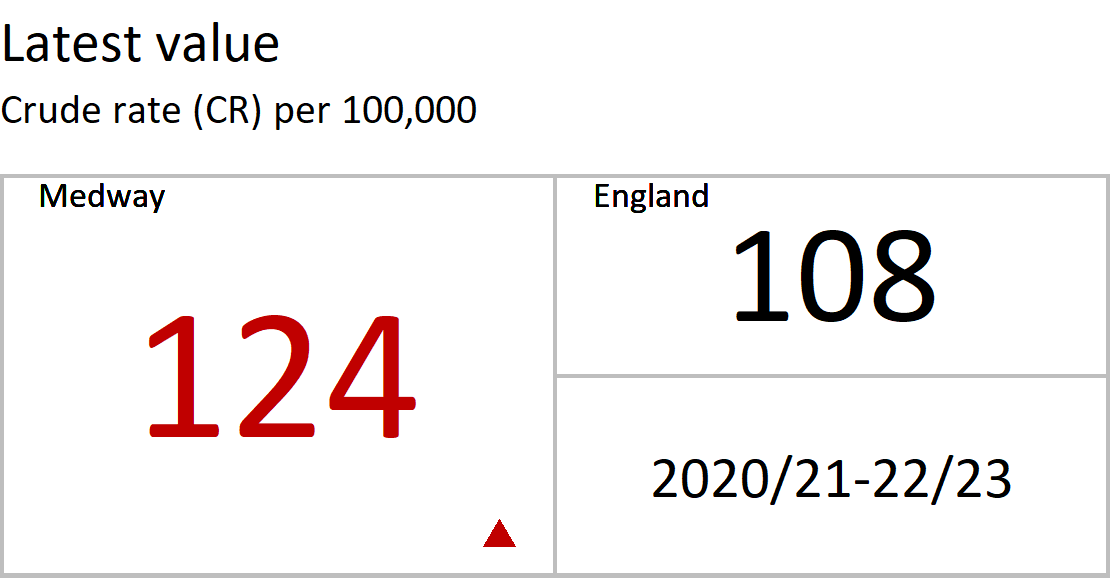 Latest value
Crude rate (CR) per 100,000
Medway
124
England
108
2020/21-22/23